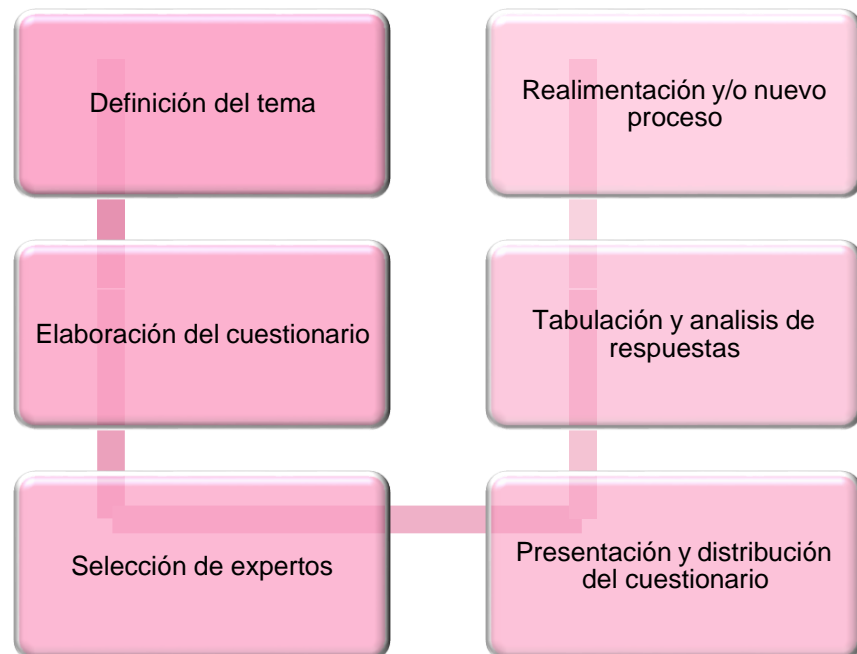 Definición del tema
Elaboración del cuestionario
Selección de expertos
Presentación y distribución
del cuestionario
Tabulación y analisis de
respuestas
Realimentación y/o nuevo
proceso